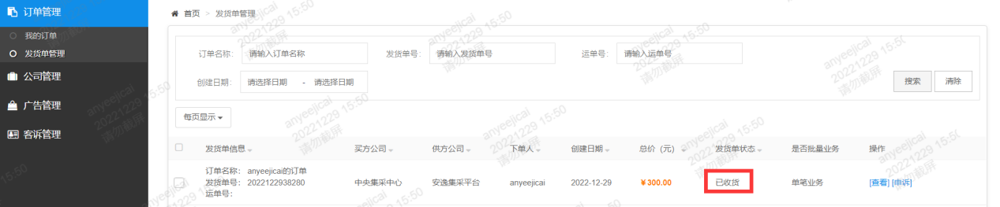 订单管理
我的订单
发货单管理
公司管理
广告管理
客诉管理
首页 > 发货单管理
订单名称: 请输入订单名称 发货单号: 请输入发货单号 运单号: 请输入运单号
创建日期: 请选择日期 - 请选择日期 搜索 清除
每页显示
发货单信息 买方公司 供方公司 下单人 创建日期 总价（元） 发货单状态 是否批量业务 操作
订单名称: anyeejicai的订单
发货单号: 2022122938280
运单号:
中央集采中心 安逸集采平台 anyeejicai 2022-12-29 ￥300.00 已收货 单笔业务 [查看] [申诉]
anyeejicai
20221229 15:50
请勿截屏